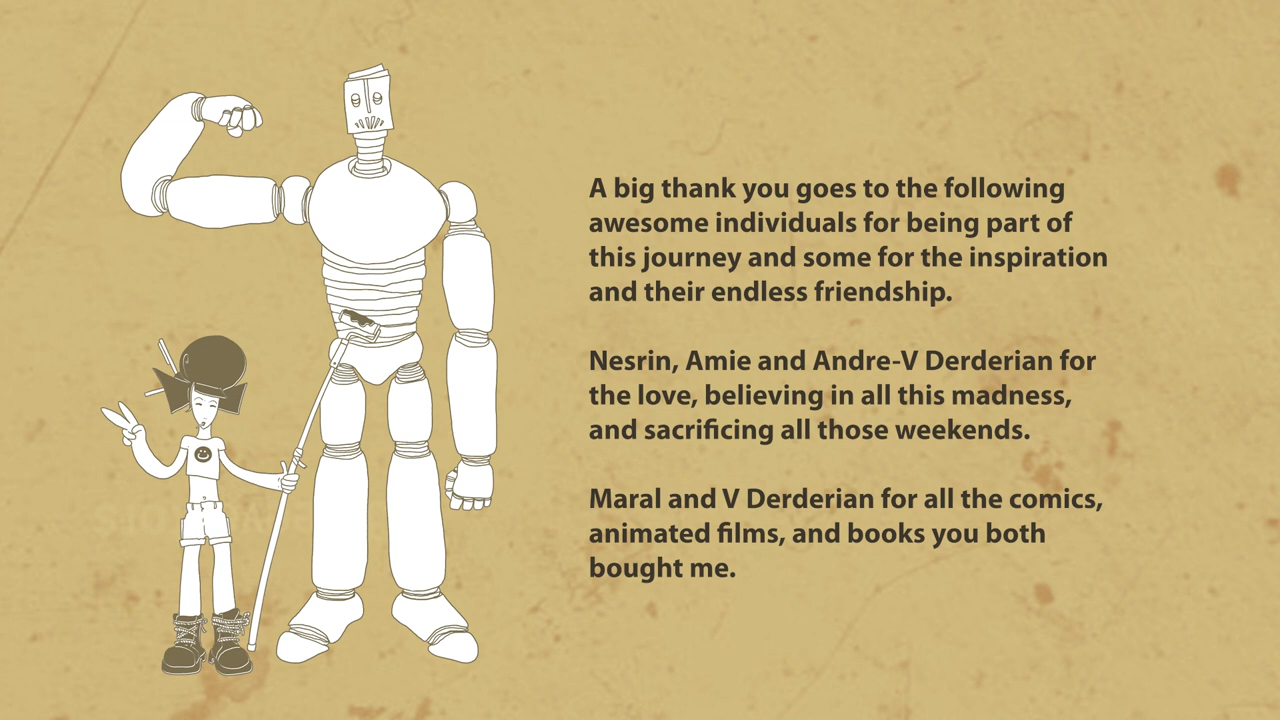 A big thank you goes to the following
awesome individuals for being part of
this journey and some for the inspiration
and their endless friendship.
Nesrin, Amie and Andre-V Derderian for
the love, believing in all this madness,
and sacrificing all those weekends.
Maral and V Derderian for all the comics,
animated films, and books you both
bought me.